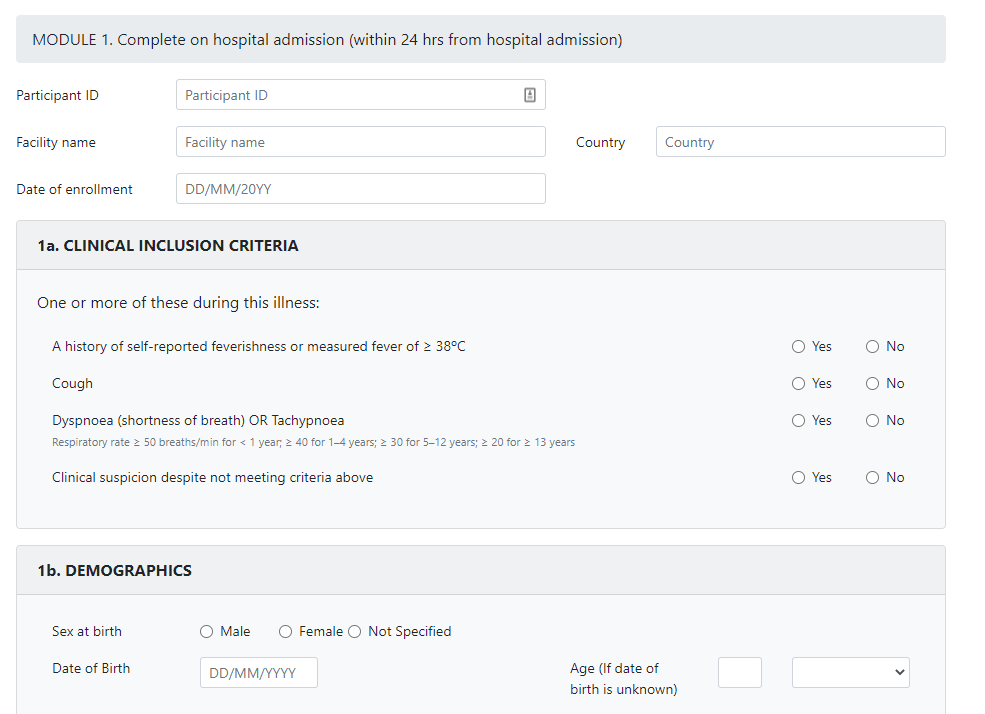 MODULE 1. Complete on hospital admission (within 24 hrs from hospital admission)
Participant ID Participant ID
Facility name Facility name Country Country
Date of enrollment DD/MM/20YY
1a. CLINICAL INCLUSION CRITERIA
One or more of these during this illness:
A history of self-reported feverishness or measured fever of ≥ 38°C Yes No
Cough Yes No
Dyspnoea (shortness of breath) OR Tachypnoea Yes No
Respiratory rate ≥ 50 breaths/min for < 1 year; ≥ 40 for 1–4 years; ≥ 30 for 5–12 years; ≥ 20 for ≥ 13 years
Clinical suspicion despite not meeting criteria above Yes No
1b. DEMOGRAPHICS
Sex at birth Male Female Not Specified
Date of Birth DD/MM/YYYY Age (If date of
birth is unknown)